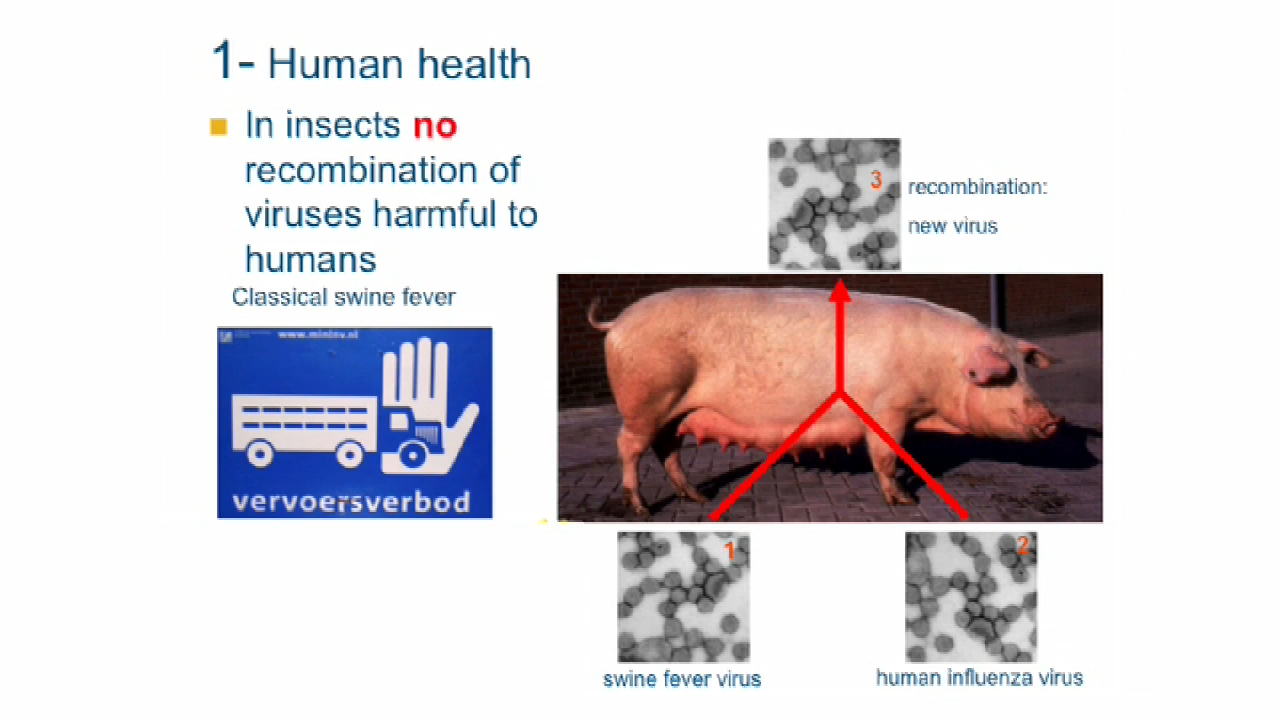 1- Human health
In insects no
recombination of
viruses harmful to
humans
Classical swine fever
www.minlnv.nl
vervoersverbod
3
recombination:
new virus
1
swine fever virus
2
human influenza virus